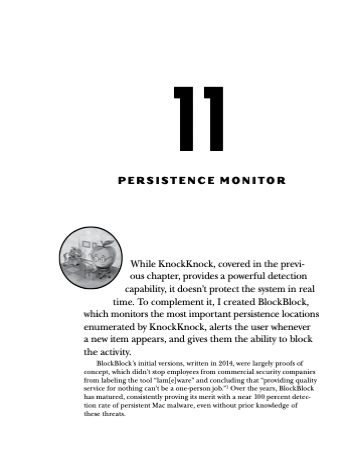 11
PERSISTENCE MONITOR
While KnockKnock, covered in the previ-
ous chapter, provides a powerful detection
capability, it doesn't protect the system in real
time. To complement it, I created BlockBlock,
which monitors the most important persistence locations
enumerated by KnockKnock, alerts the user whenever
a new item appears, and gives them the ability to block
the activity.
BlockBlock's initial versions, written in 2014, were largely proofs of
concept, which didn't stop employees from commercial security companies
from labeling the tool "lam[e]ware" and concluding that "providing quality
service for nothing can't be a one-person job."1 Over the years, BlockBlock
has matured, consistently proving its merit with a near 100 percent detec-
tion rate of persistent Mac malware, even without prior knowledge of
these threats.